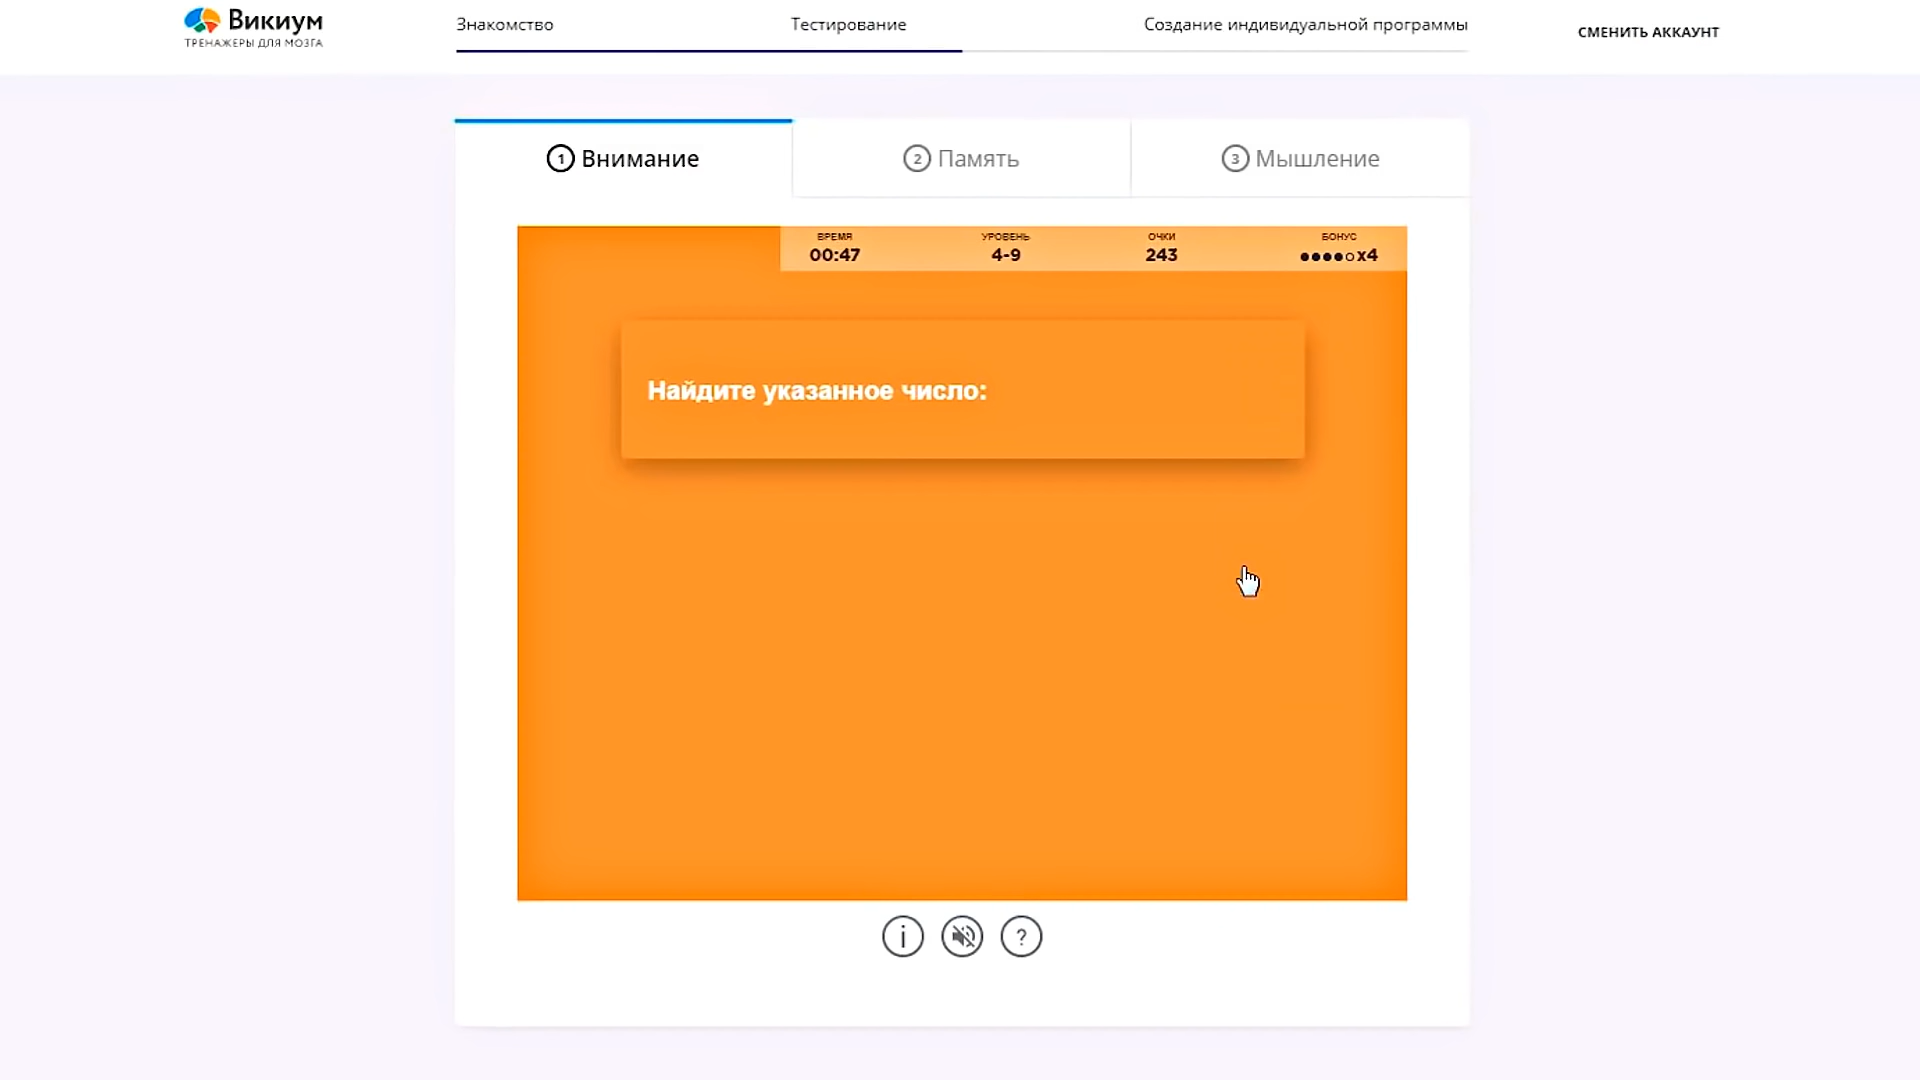 Викиум
ТРЕНАЖЕРЫ ДЛЯ МОЗГА
Знакомство
Тестирование
Создание индивидуальной программы
СМЕНИТЬ АККАУНТ
1 Внимание
2 Память
3 Мышление
ВРЕМЯ
00:47
УРОВЕНЬ
4-9
ОЧКИ
243
БОНУС
x4
Найдите указанное число:
i
?